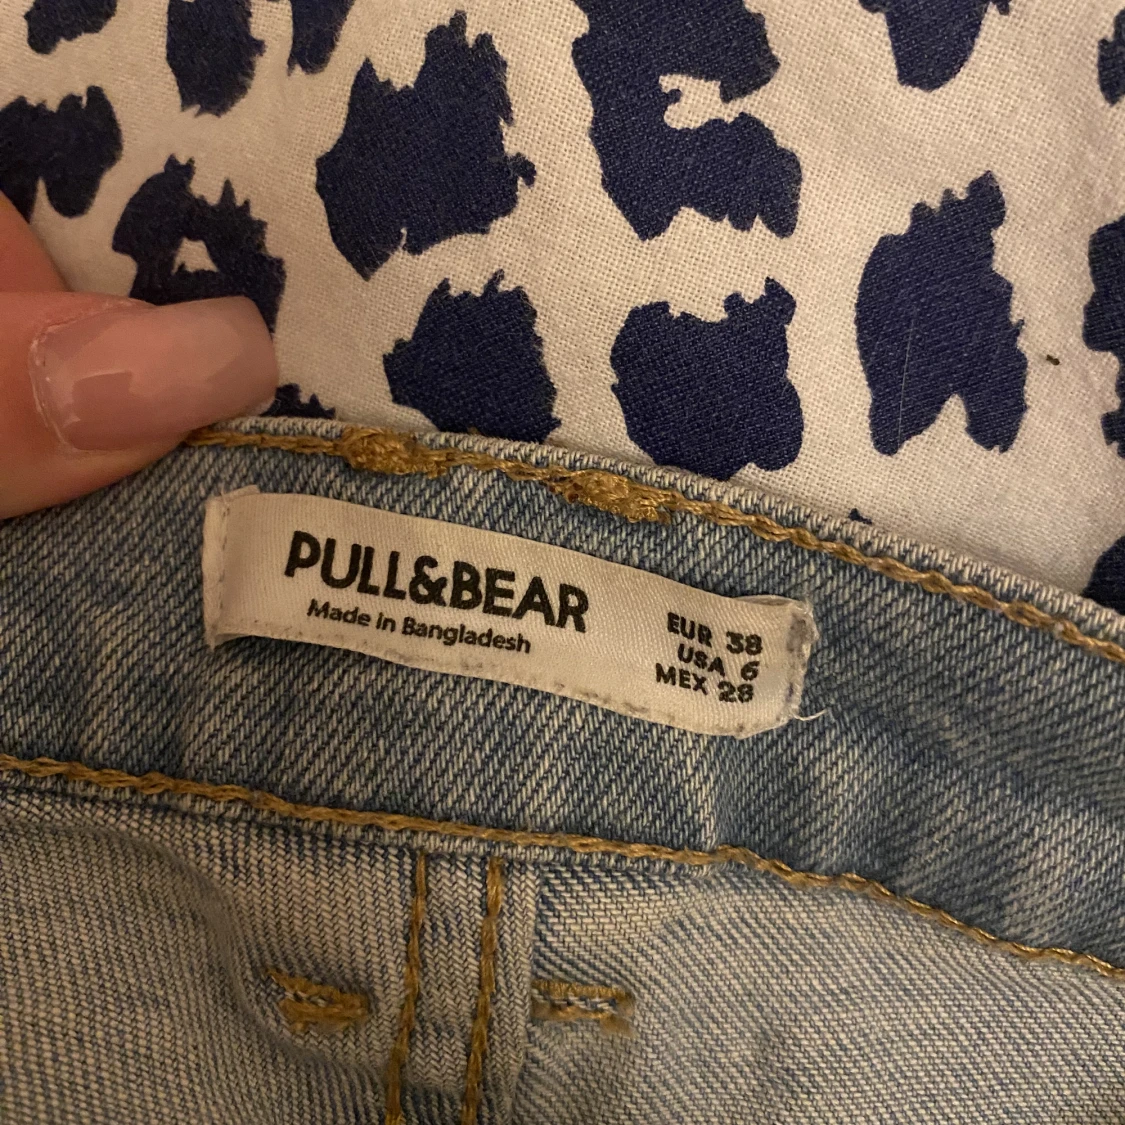 PULL&BEAR
Made in Bangladesh
EUR 38
USA 6
MEX 28